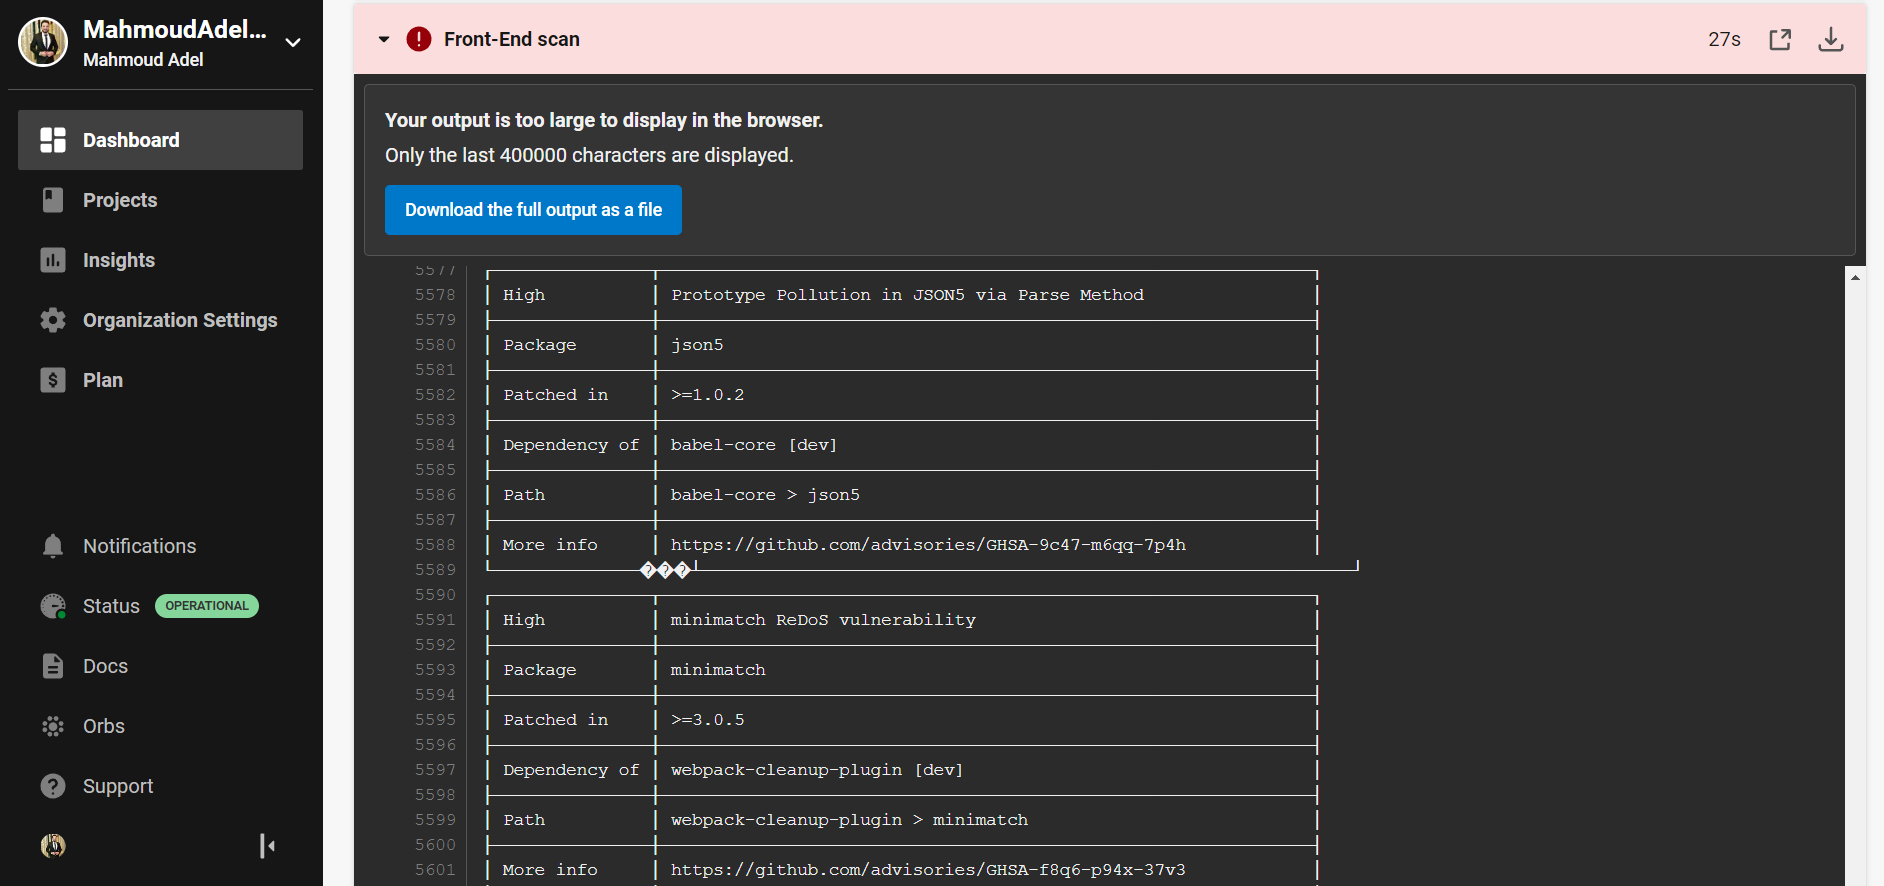 MahmoudAdel...
Mahmoud Adel
Dashboard
Projects
Insights
Organization Settings
Plan
Notifications
Status OPERATIONAL
Docs
Orbs
Support
Front-End scan 27s
Your output is too large to display in the browser.
Only the last 400000 characters are displayed.
Download the full output as a file
5577
5578 High Prototype Pollution in JSON5 via Parse Method
5579
5580 Package json5
5581
5582 Patched in >=1.0.2
5583
5584 Dependency of babel-core [dev]
5585
5586 Path babel-core > json5
5587
5588 More info https://github.com/advisories/GHSA-9c47-m6qq-7p4h
5589 ���
5590
5591 High minimatch ReDoS vulnerability
5592
5593 Package minimatch
5594
5595 Patched in >=3.0.5
5596
5597 Dependency of webpack-cleanup-plugin [dev]
5598
5599 Path webpack-cleanup-plugin > minimatch
5600
5601 More info https://github.com/advisories/GHSA-f8q6-p94x-37v3